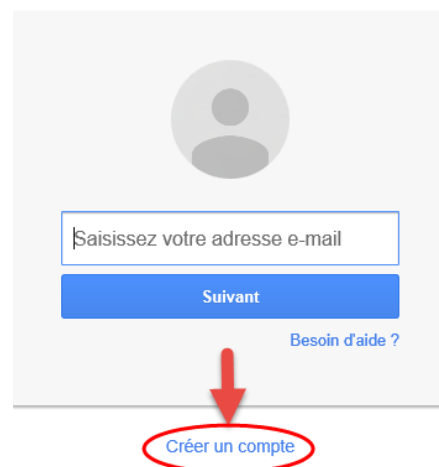 Saisissez votre adresse e-mail
Suivant
Besoin d'aide ?
Créer un compte